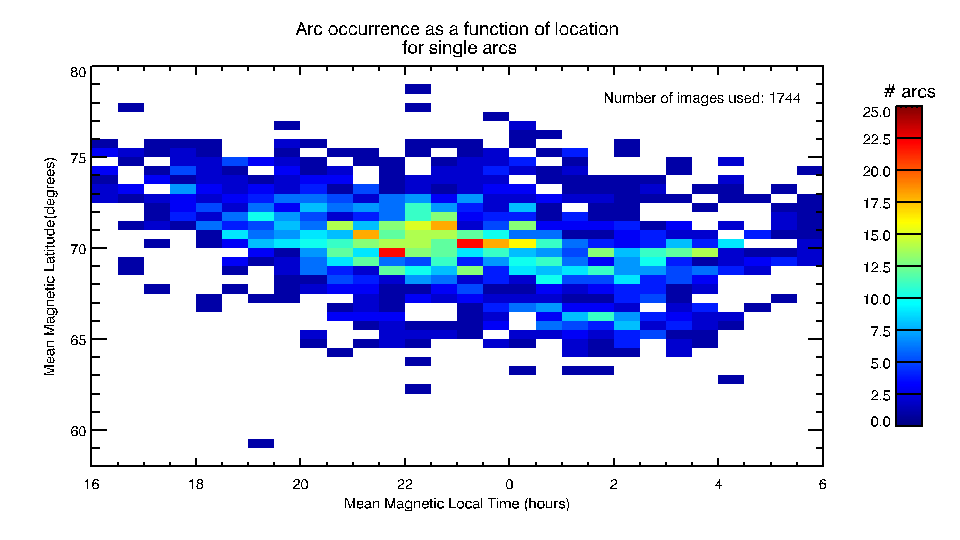 Arc occurrence as a function of location
for single arcs
Number of images used: 1744
# arcs
25.0
22.5
20.0
17.5
15.0
12.5
10.0
7.5
5.0
2.5
0.0
80
75
70
65
60
Mean Magnetic Latitude(degrees)
16 18 20 22 0 2 4 6
Mean Magnetic Local Time (hours)